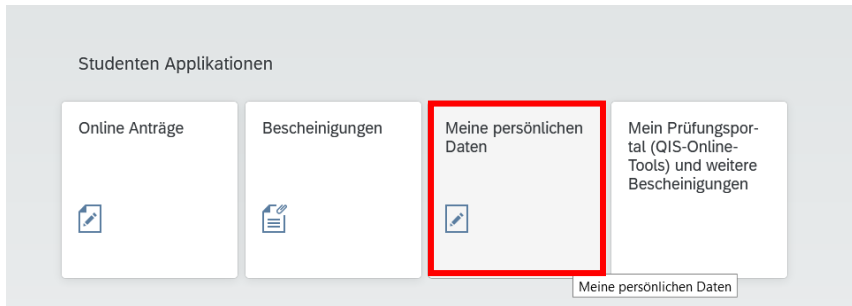 Studenten Applikationen
Online Anträge
Bescheinigungen
Meine persönlichen
Daten
Mein Prüfungspor-
tal (QIS-Online-
Tools) und weitere
Bescheinigungen
Meine persönlichen Daten